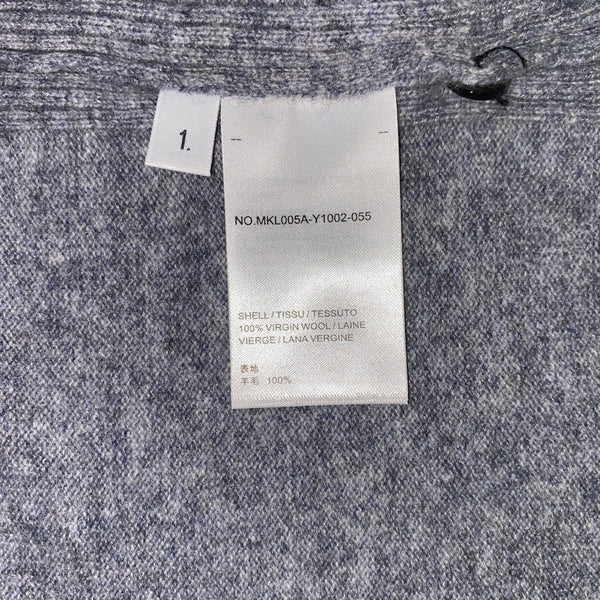 1.
NO.MKL005A-Y1002-055
SHELL / TISSU / TESSUTO
100% VIRGIN WOOL / LAINE
VIERGE / LANA VERGINE
表地
羊毛 100%